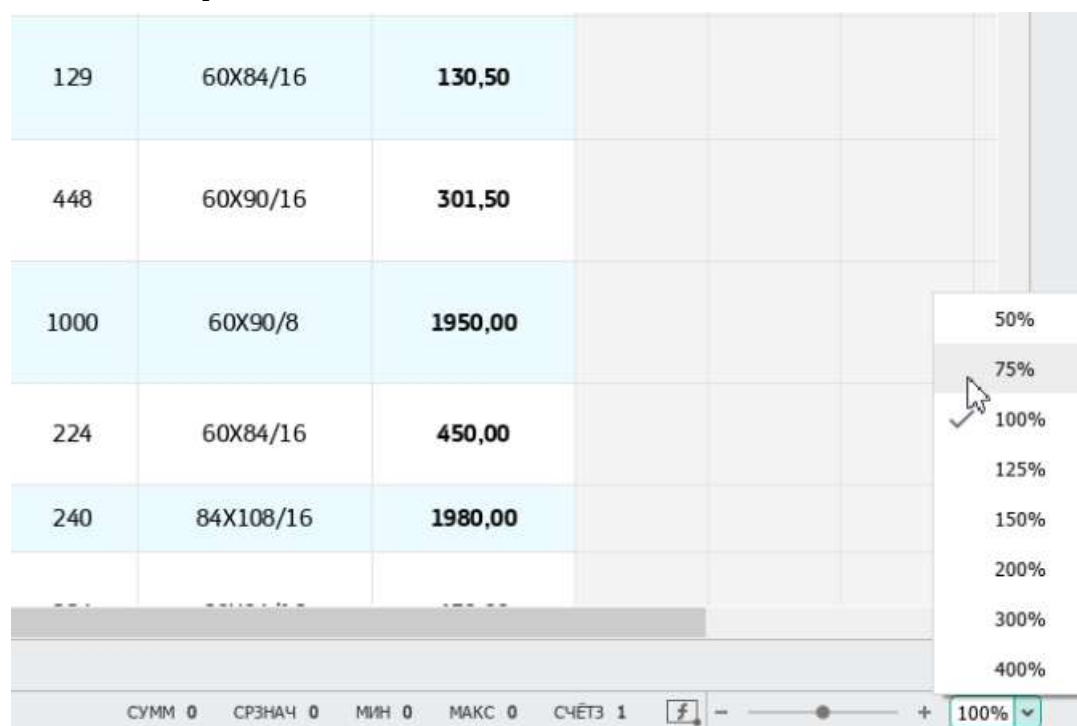 129 60X84/16 130,50
448 60X90/16 301,50
1000 60X90/8 1950,00
224 60X84/16 450,00
240 84X108/16 1980,00
50%
75%
100%
125%
150%
200%
300%
400%
СУММ 0 СРЗНАЧ 0 МИН 0 МАКС 0 СЧЁТЗ 1 f - + 100%